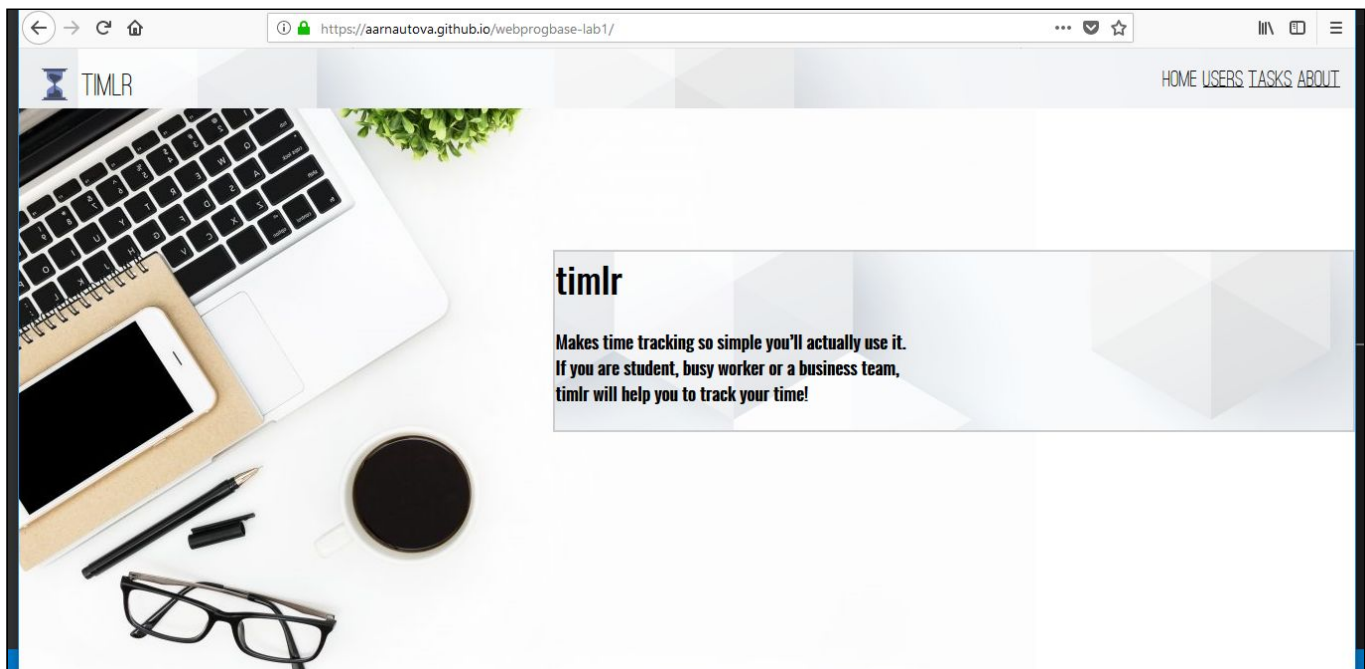 https://aarnautova.github.io/webprogbase-lab1/
TIMLR
HOME USERS TASKS ABOUT
timlr
Makes time tracking so simple you’ll actually use it.
If you are student, busy worker or a business team,
timlr will help you to track your time!